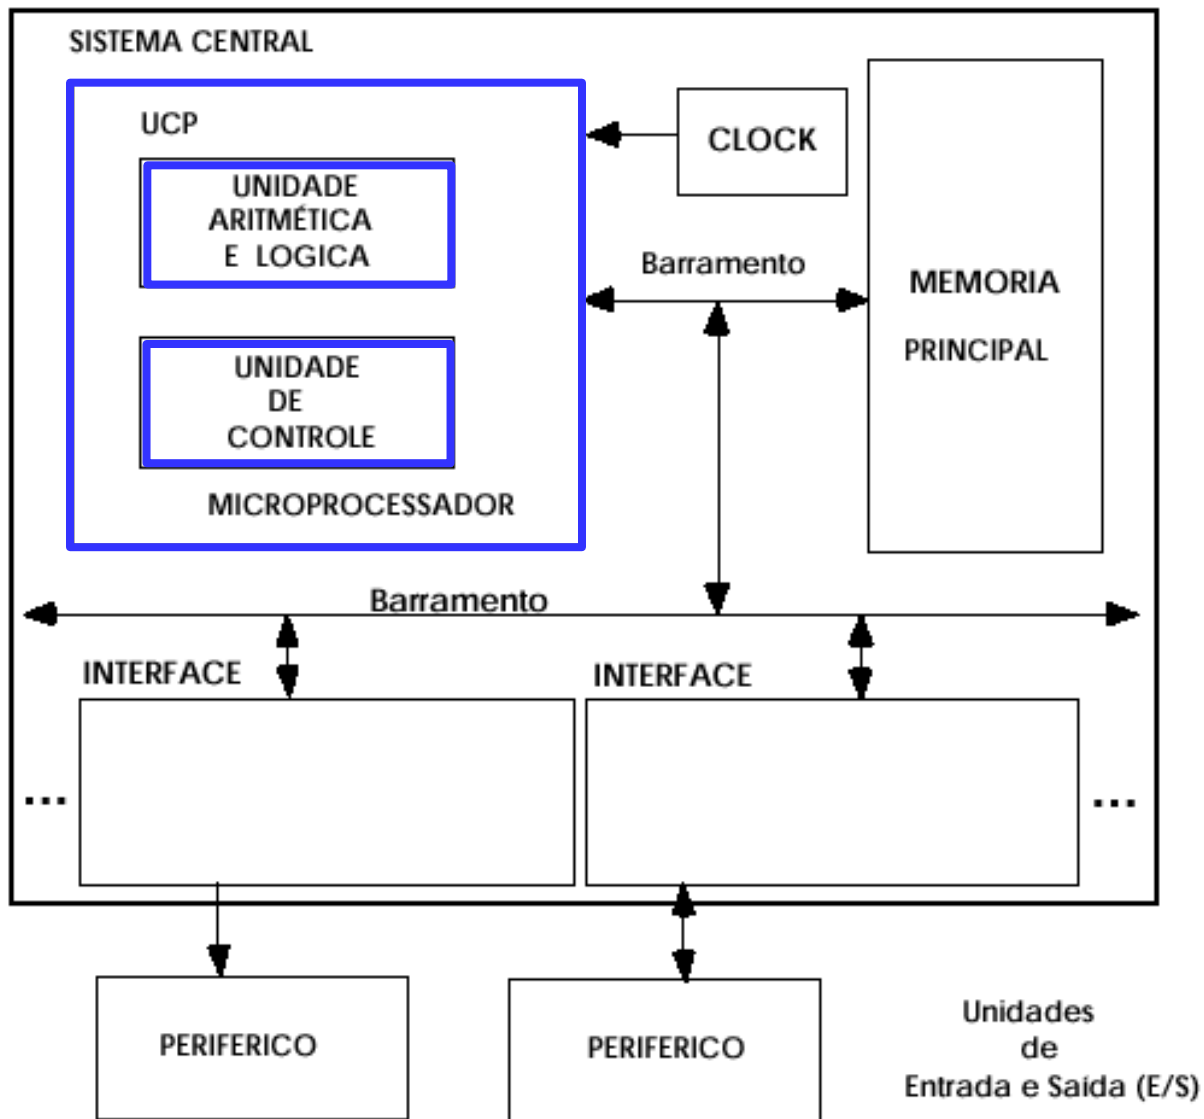 SISTEMA CENTRAL
UCP
UNIDADE
ARITMÉTICA
E LOGICA
UNIDADE
DE
CONTROLE
MICROPROCESSADOR
CLOCK
Barramento
MEMORIA
PRINCIPAL
Barramento
INTERFACE
INTERFACE
...
...
PERIFERICO
PERIFERICO
Unidades
de
Entrada e Saída (E/S)